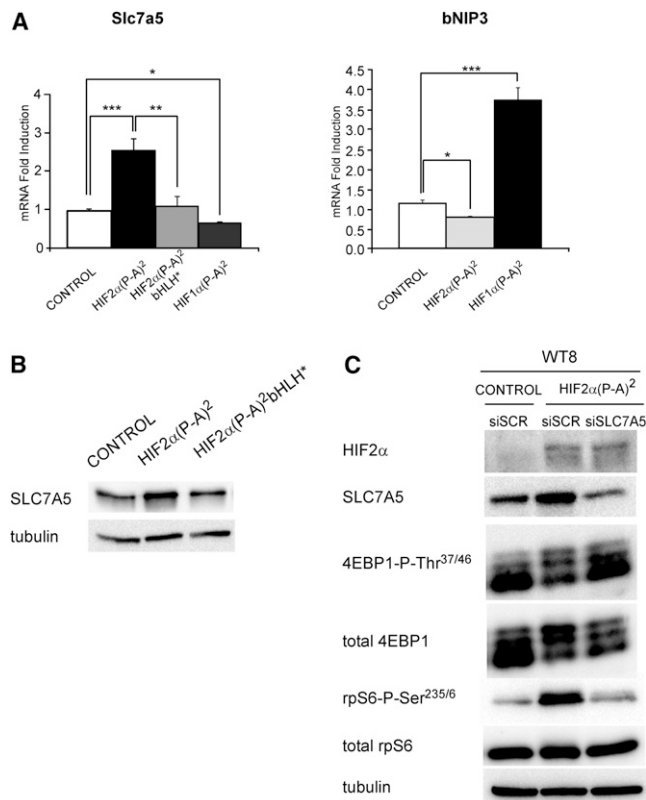 A
Slc7a5
mRNA Fold Induction
4
3
2
1
0
*
***
**
CONTROL
HIF2α(P-A)²
HIF2α(P-A)²
bHLH*
HIF1α(P-A)²
bNIP3
mRNA Fold Induction
4.5
4.0
3.5
3.0
2.5
2.0
1.5
1.0
0.5
0.0
***
*
CONTROL
HIF2α(P-A)²
HIF1α(P-A)²
B
CONTROL
HIF2α(P-A)²
HIF2α(P-A)²bHLH*
SLC7A5
tubulin
C
WT8
CONTROL HIF2α(P-A)²
siSCR siSCR siSLC7A5
HIF2α
SLC7A5
4EBP1-P-Thr³⁷/⁴⁶
total 4EBP1
rpS6-P-Ser²³⁵/⁶
total rpS6
tubulin